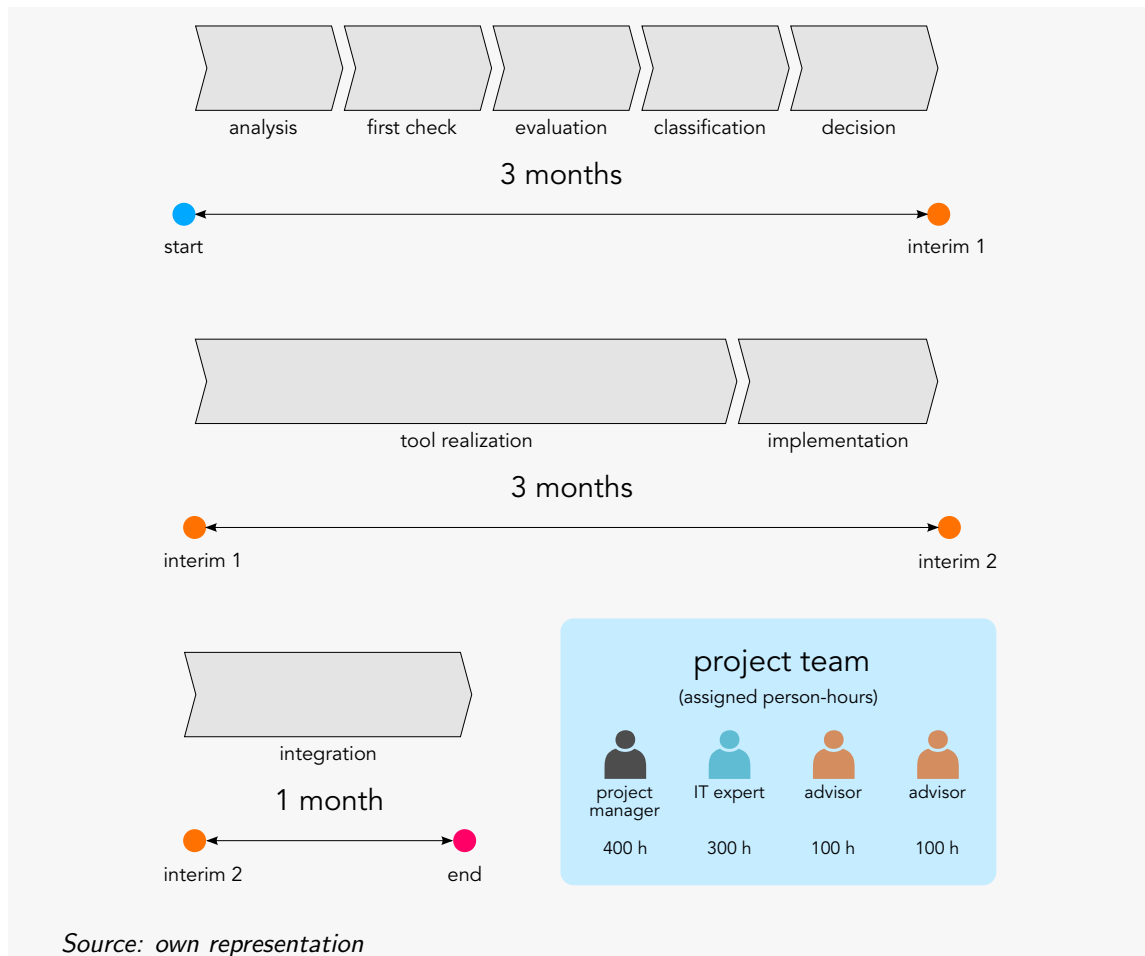 analysis first check evaluation classification decision
3 months
start interim 1
tool realization implementation
3 months
interim 1 interim 2
integration
1 month
interim 2 end
project team
(assigned person-hours)
project manager IT expert advisor advisor
400 h 300 h 100 h 100 h
Source: own representation